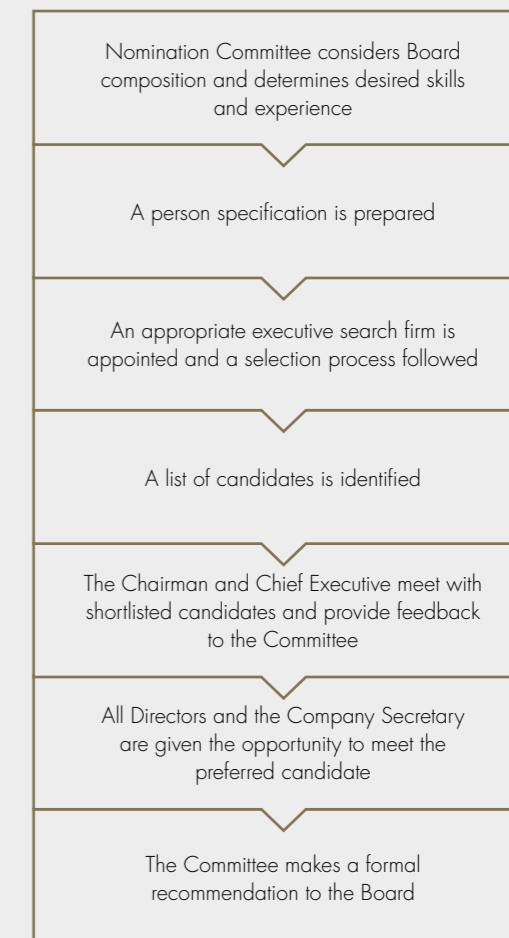 Nomination Committee considers Board
composition and determines desired skills
and experience
A person specification is prepared
An appropriate executive search firm is
appointed and a selection process followed
A list of candidates is identified
The Chairman and Chief Executive meet with
shortlisted candidates and provide feedback
to the Committee
All Directors and the Company Secretary
are given the opportunity to meet the
preferred candidate
The Committee makes a formal
recommendation to the Board